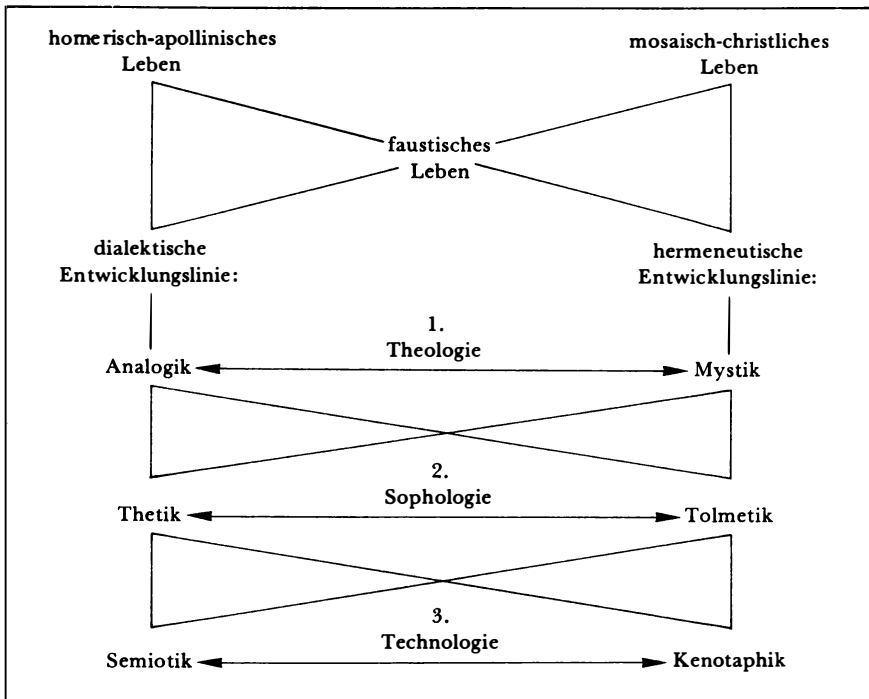 homerisch-apollinisches
Leben
mosaisch-christliches
Leben
faustisches
Leben
dialektische
Entwicklungslinie:
hermeneutische
Entwicklungslinie:
1.
Theologie
Analogik
Mystik
2.
Sophologie
Thetik
Tolmetik
3.
Technologie
Semiotik
Kenotaphik